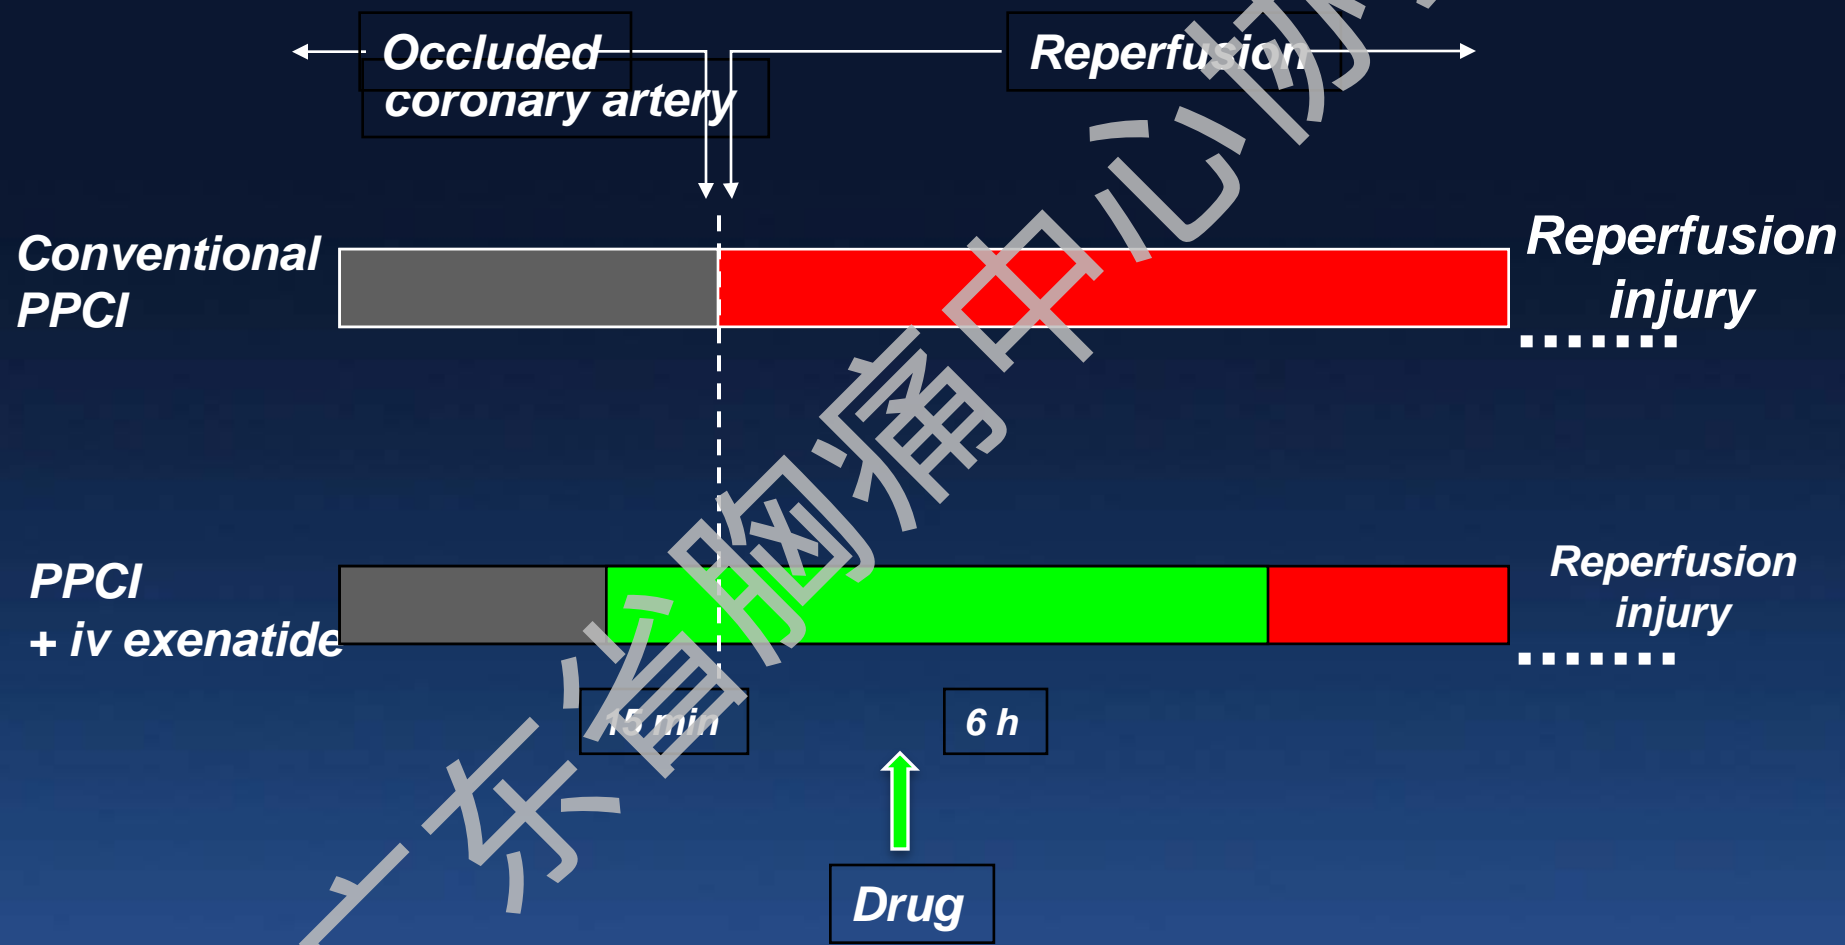 Occluded
coronary artery
Reperfusion
Conventional
PPCI
Reperfusion
injury
PPCI
+ iv exenatide
Reperfusion
injury
15 min
6 h
Drug
广东省胸痛中心协